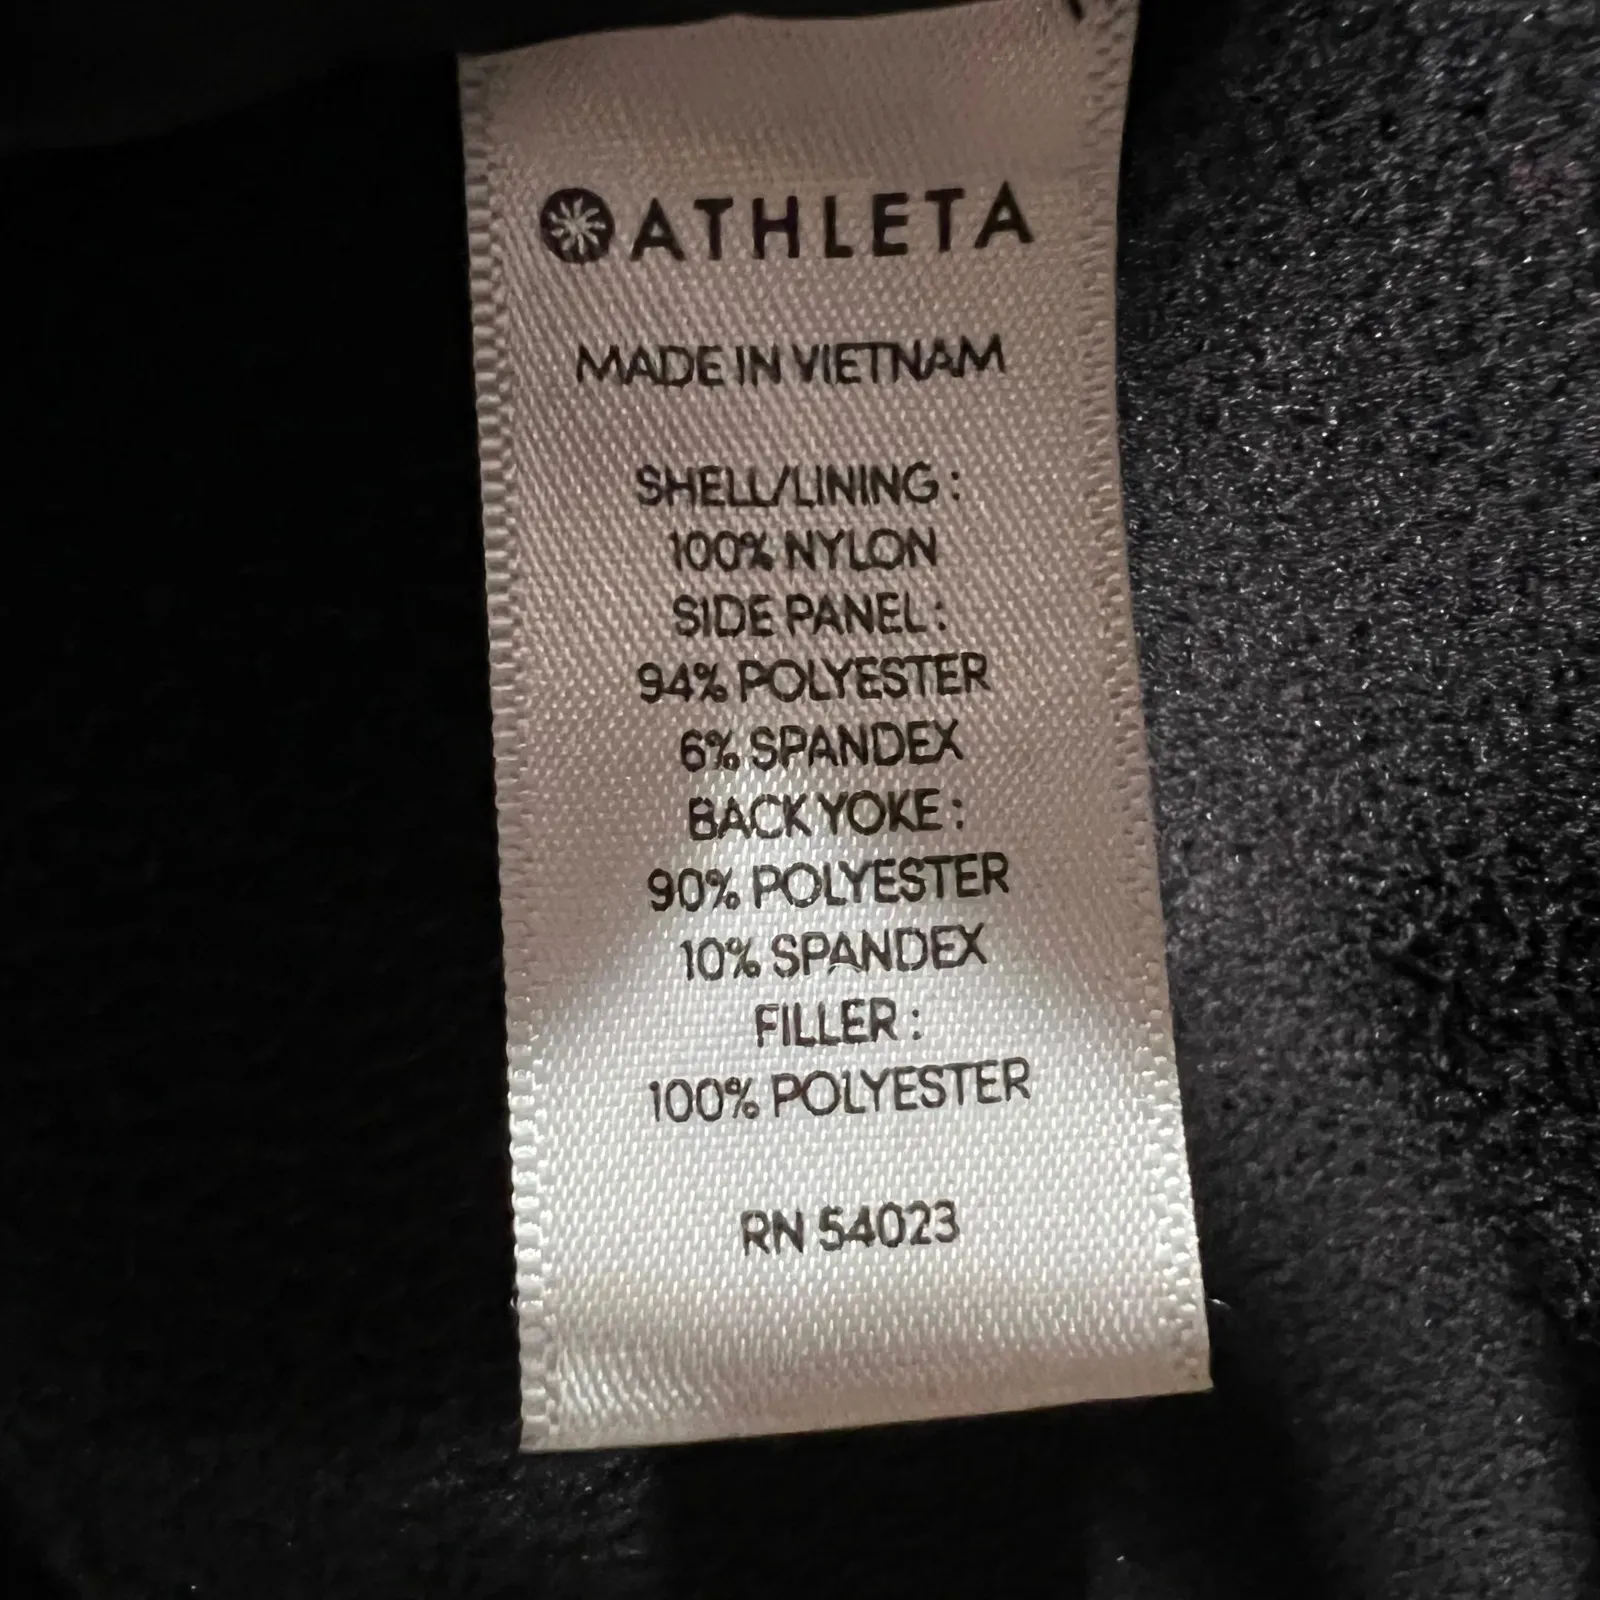 ATHLETA
MADE IN VIETNAM
SHELL/LINING :
100% NYLON
SIDE PANEL :
94% POLYESTER
6% SPANDEX
BACK YOKE :
90% POLYESTER
10% SPANDEX
FILLER :
100% POLYESTER
RN 54023